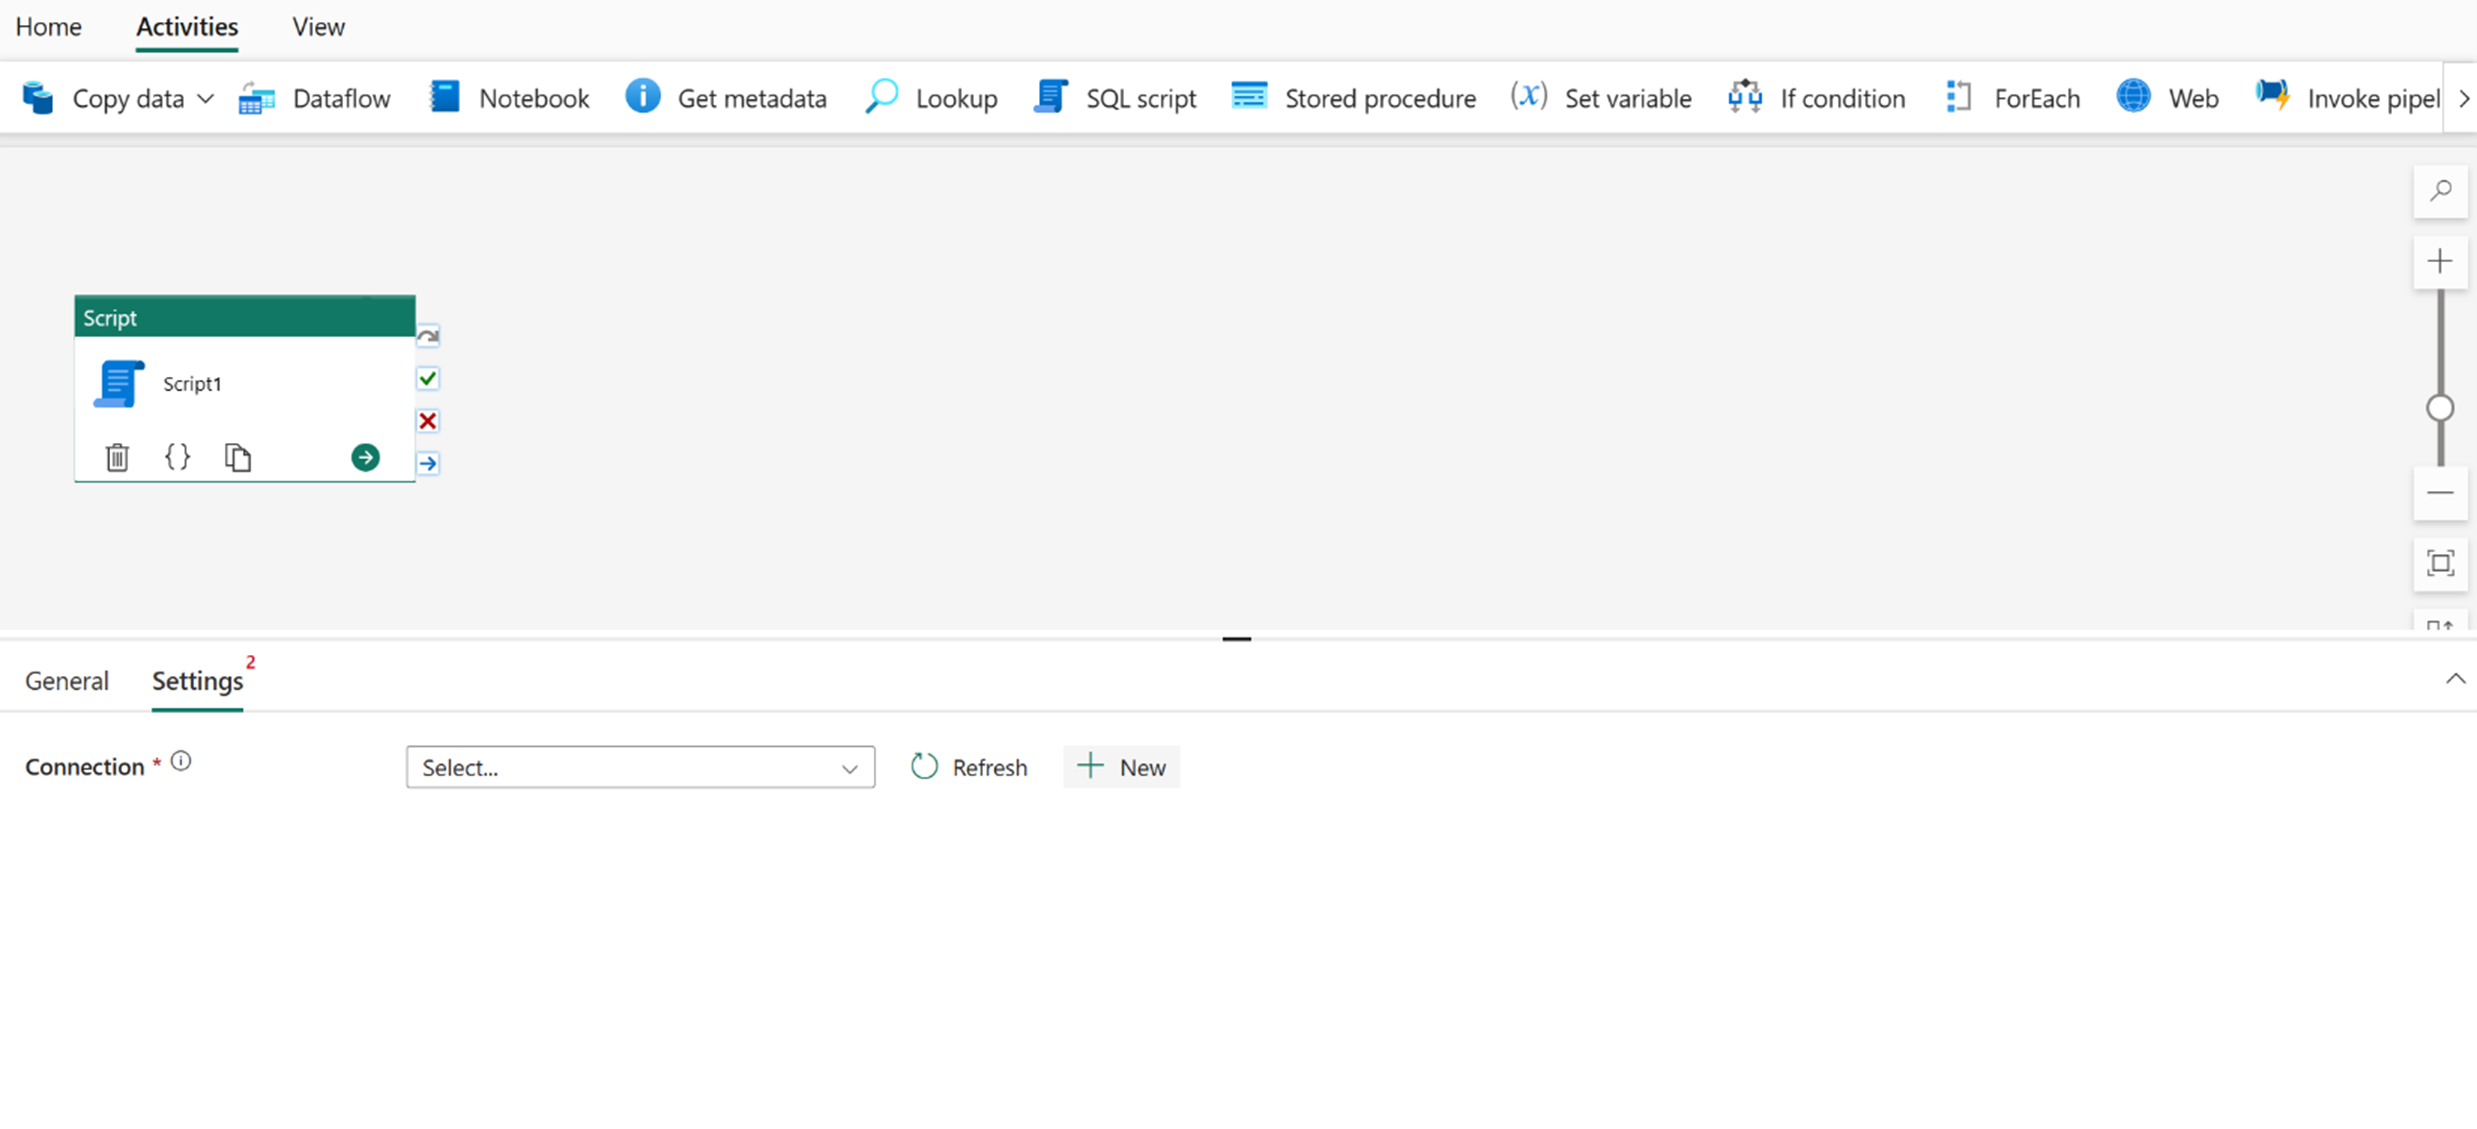 Home Activities View
Copy data Dataflow Notebook Get metadata Lookup SQL script Stored procedure (x) Set variable If condition ForEach Web Invoke pipel
Script
Script1
{}
General Settings 2
Connection * Select... Refresh + New